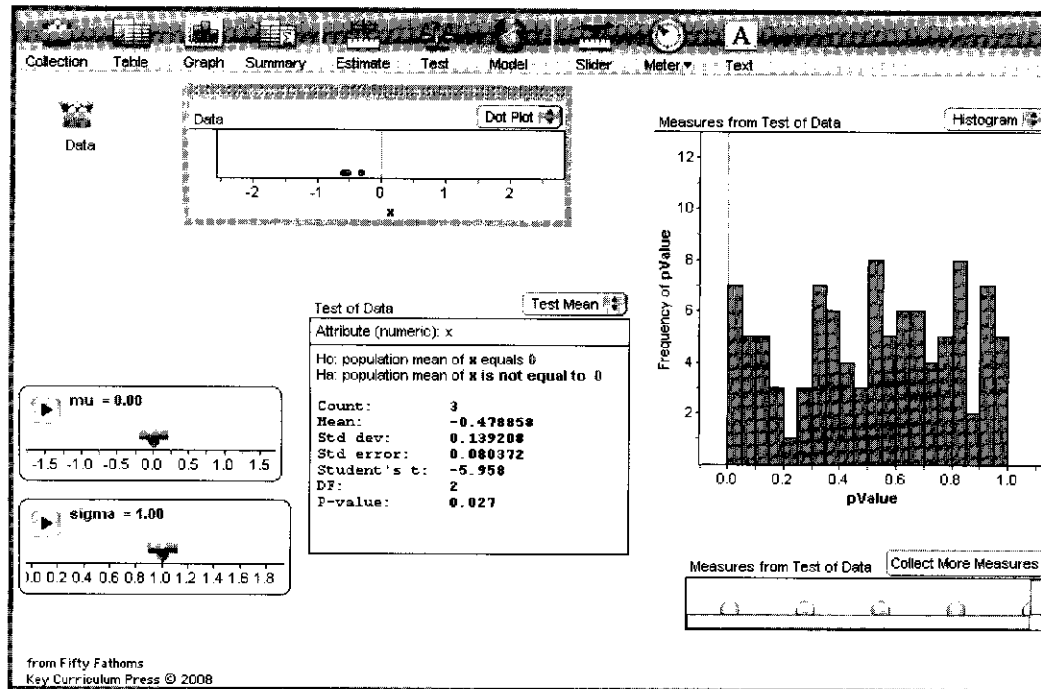 Collection Table Graph Summary Estimate Test Model Slider Meter Text
A
Data
Data
Dot Plot
-2 -1 0 1 2
x
Measures from Test of Data
Histogram
12
10
8
6
4
2
Frequency of pValue
0.0 0.2 0.4 0.6 0.8 1.0
pValue
Test of Data
Test Mean
Attribute (numeric): x
Ho: population mean of x equals 0
Ha: population mean of x is not equal to 0
Count: 3
Mean: -0.478858
Std dev: 0.139208
Std error: 0.080372
Student's t: -5.958
DF: 2
P-value: 0.027
mu = 0.00
-1.5 -1.0 -0.5 0.0 0.5 1.0 1.5
sigma = 1.00
0.0 0.2 0.4 0.6 0.8 1.0 1.2 1.4 1.6 1.8
Measures from Test of Data
Collect More Measures
from Fifty Fathoms
Key Curriculum Press © 2008